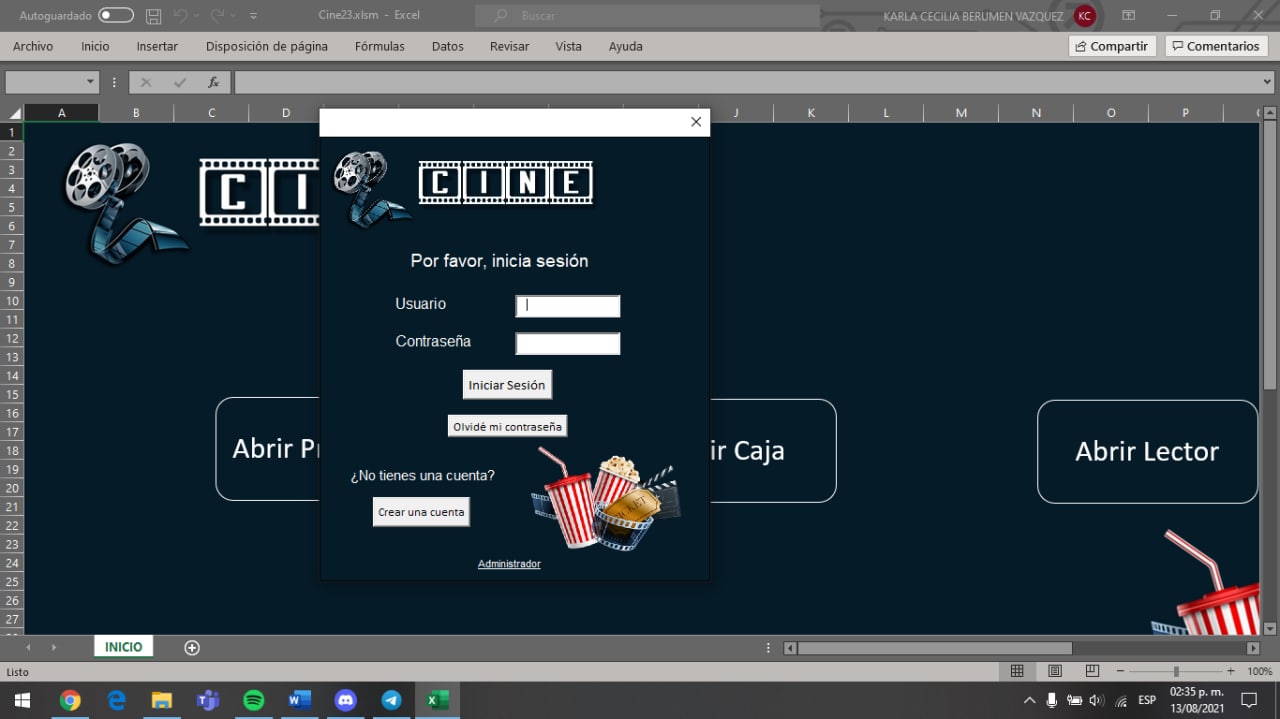 Autoguardado
Cine23.xlsm - Excel
Buscar
KARLA CECILIA BERUMEN VAZQUEZ
KC
Archivo Inicio Insertar Disposición de página Fórmulas Datos Revisar Vista Ayuda
Compartir
Comentarios
fx
A B C D J K L M N O P
1
2
3
4
5
6
7
8
9
10
11
12
13
14
15
16
17
18
19
20
21
22
23
24
25
26
27
CI
CINE
Por favor, inicia sesión
Usuario
Contraseña
Iniciar Sesión
Olvidé mi contraseña
¿No tienes una cuenta?
Crear una cuenta
Administrador
Abrir P
ir Caja
Abrir Lector
INICIO
Listo
100%
ESP
02:35 p. m.
13/08/2021